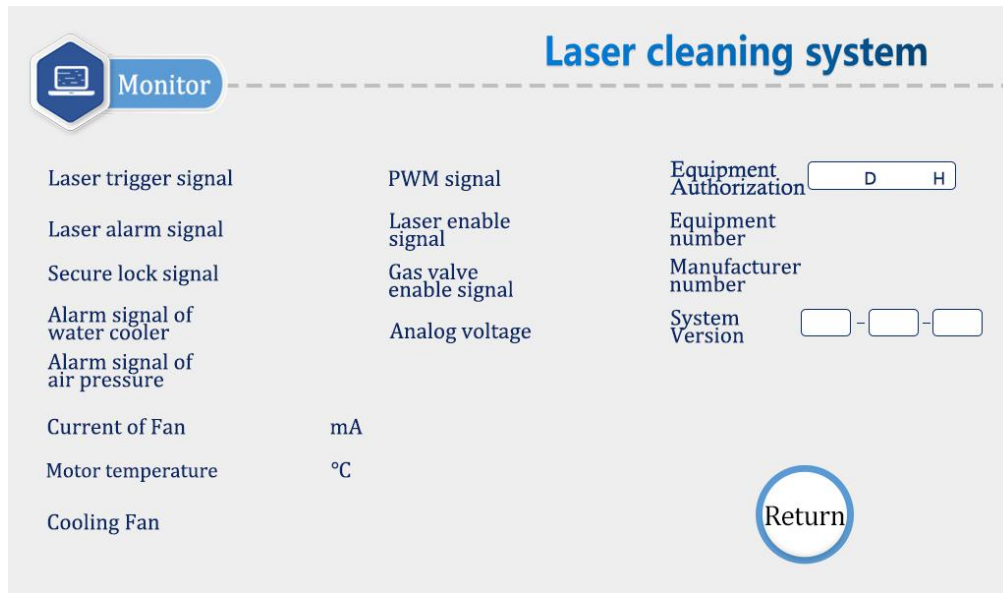 Laser cleaning system
Monitor
Laser trigger signal
PWM signal
Equipment
Authorization
D H
Laser alarm signal
Laser enable
signal
Equipment
number
Secure lock signal
Gas valve
enable signal
Manufacturer
number
Alarm signal of
water cooler
Analog voltage
System
Version
- -
Alarm signal of
air pressure
Current of Fan
mA
Motor temperature
°C
Cooling Fan
Return